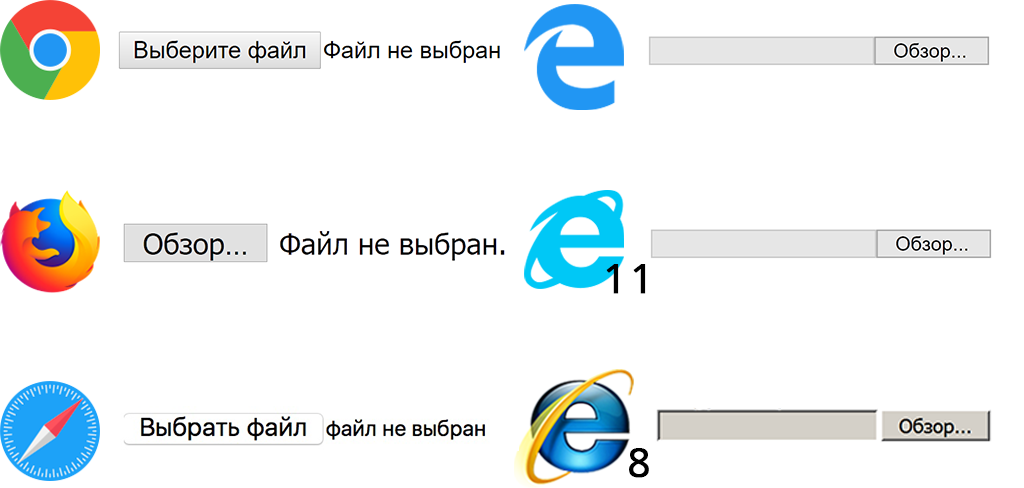 Выберите файл Файл не выбран
Обзор...
Обзор... Файл не выбран.
Обзор...
11
Выбрать файл файл не выбран
Обзор...
8